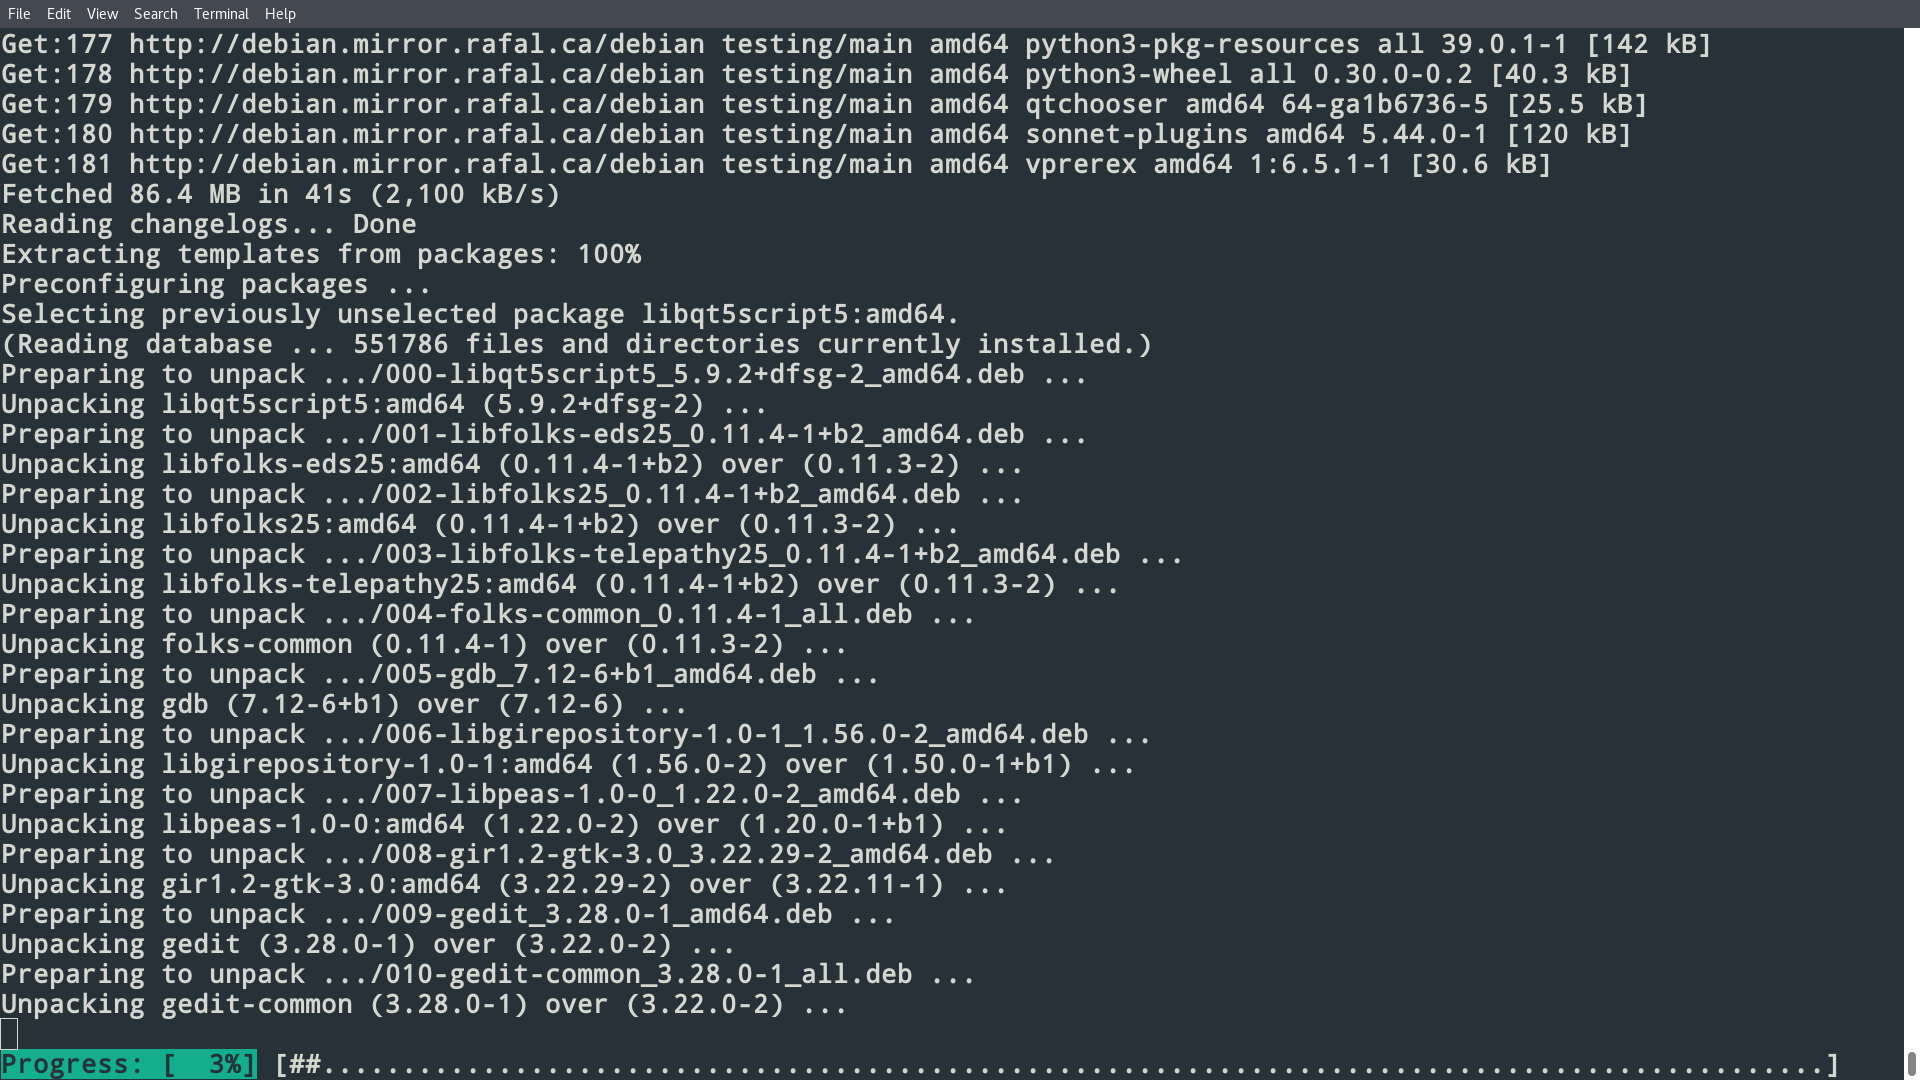 File Edit View Search Terminal Help
Get:177 http://debian.mirror.rafal.ca/debian testing/main amd64 python3-pkg-resources all 39.0.1-1 [142 kB]
Get:178 http://debian.mirror.rafal.ca/debian testing/main amd64 python3-wheel all 0.30.0-0.2 [40.3 kB]
Get:179 http://debian.mirror.rafal.ca/debian testing/main amd64 qtchooser amd64 64-ga1b6736-5 [25.5 kB]
Get:180 http://debian.mirror.rafal.ca/debian testing/main amd64 sonnet-plugins amd64 5.44.0-1 [120 kB]
Get:181 http://debian.mirror.rafal.ca/debian testing/main amd64 vprerex amd64 1:6.5.1-1 [30.6 kB]
Fetched 86.4 MB in 41s (2,100 kB/s)
Reading changelogs... Done
Extracting templates from packages: 100%
Preconfiguring packages ...
Selecting previously unselected package libqt5script5:amd64.
(Reading database ... 551786 files and directories currently installed.)
Preparing to unpack .../000-libqt5script5_5.9.2+dfsg-2_amd64.deb ...
Unpacking libqt5script5:amd64 (5.9.2+dfsg-2) ...
Preparing to unpack .../001-libfolks-eds25_0.11.4-1+b2_amd64.deb ...
Unpacking libfolks-eds25:amd64 (0.11.4-1+b2) over (0.11.3-2) ...
Preparing to unpack .../002-libfolks25_0.11.4-1+b2_amd64.deb ...
Unpacking libfolks25:amd64 (0.11.4-1+b2) over (0.11.3-2) ...
Preparing to unpack .../003-libfolks-telepathy25_0.11.4-1+b2_amd64.deb ...
Unpacking libfolks-telepathy25:amd64 (0.11.4-1+b2) over (0.11.3-2) ...
Preparing to unpack .../004-folks-common_0.11.4-1_all.deb ...
Unpacking folks-common (0.11.4-1) over (0.11.3-2) ...
Preparing to unpack .../005-gdb_7.12-6+b1_amd64.deb ...
Unpacking gdb (7.12-6+b1) over (7.12-6) ...
Preparing to unpack .../006-libgirepository-1.0-1_1.56.0-2_amd64.deb ...
Unpacking libgirepository-1.0-1:amd64 (1.56.0-2) over (1.50.0-1+b1) ...
Preparing to unpack .../007-libpeas-1.0-0_1.22.0-2_amd64.deb ...
Unpacking libpeas-1.0-0:amd64 (1.22.0-2) over (1.20.0-1+b1) ...
Preparing to unpack .../008-gir1.2-gtk-3.0_3.22.29-2_amd64.deb ...
Unpacking gir1.2-gtk-3.0:amd64 (3.22.29-2) over (3.22.11-1) ...
Preparing to unpack .../009-gedit_3.28.0-1_amd64.deb ...
Unpacking gedit (3.28.0-1) over (3.22.0-2) ...
Preparing to unpack .../010-gedit-common_3.28.0-1_all.deb ...
Unpacking gedit-common (3.28.0-1) over (3.22.0-2) ...
Progress: [  3%] [##..............................................................................................]